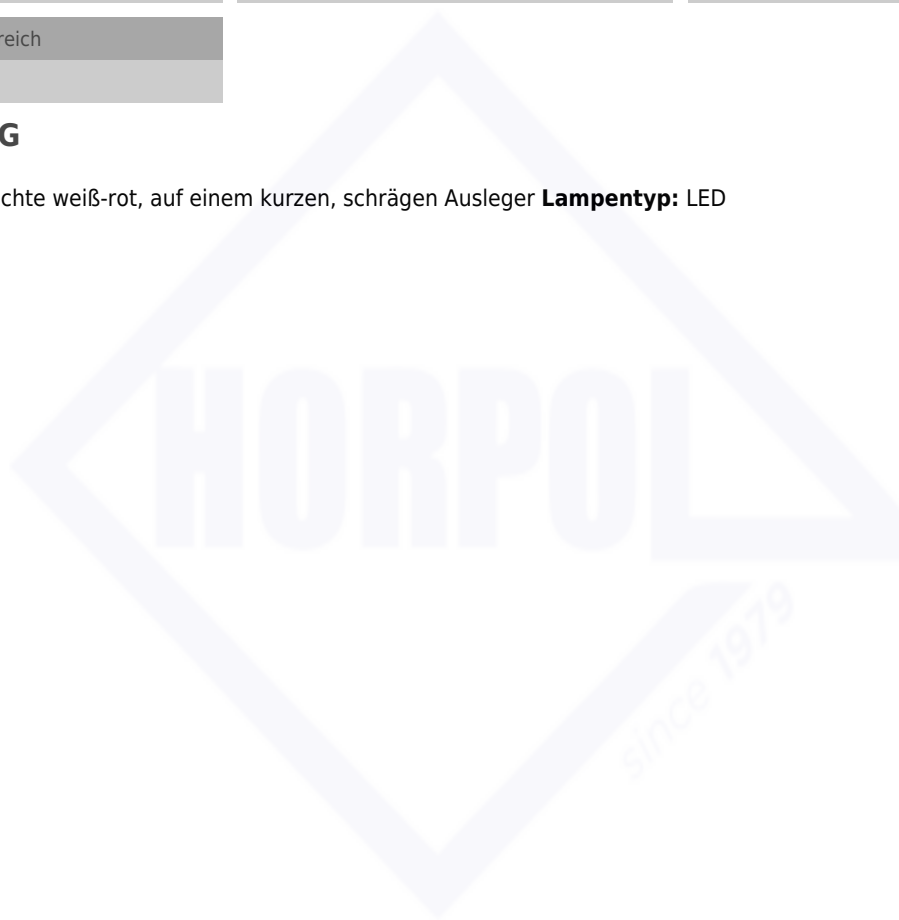 reich
G
chte weiß-rot, auf einem kurzen, schrägen Ausleger Lampentyp: LED
HORPOL
since 1979